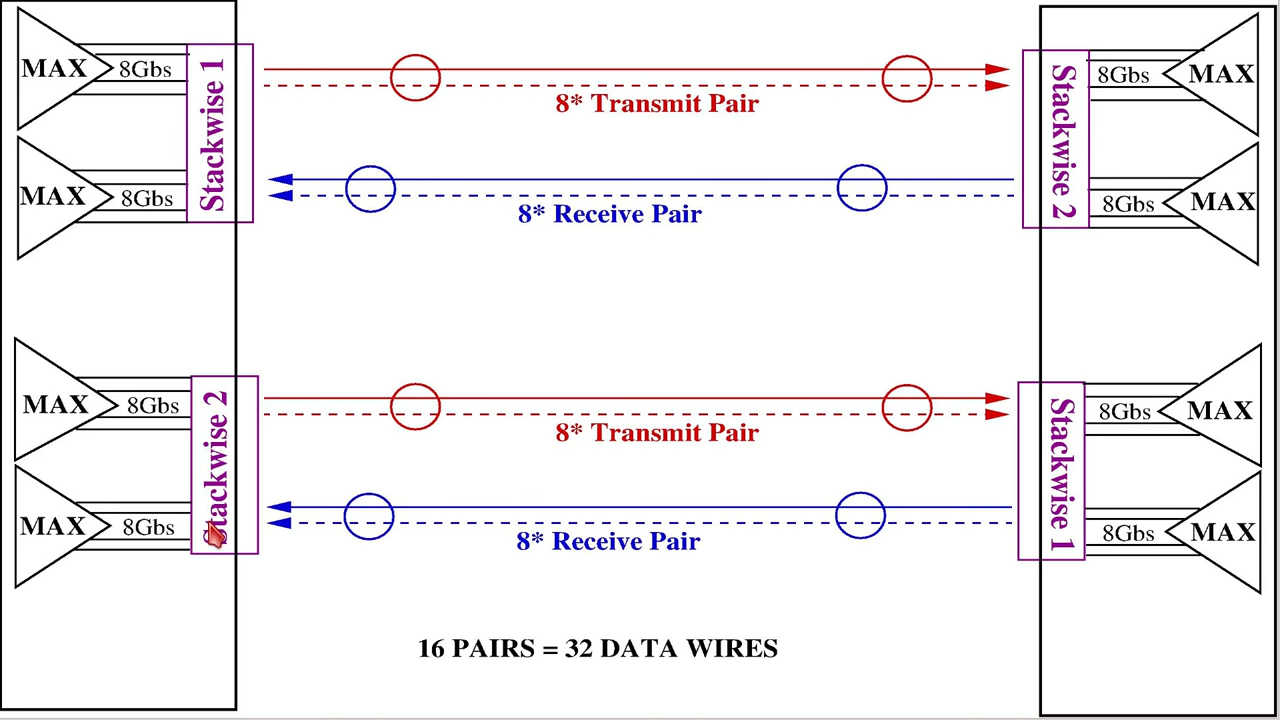 MAX
8Gbs
Stackwise 1
8* Transmit Pair
Stackwise 2
8Gbs
MAX
MAX
8Gbs
8* Receive Pair
8Gbs
MAX
MAX
8Gbs
Stackwise 2
8* Transmit Pair
Stackwise 1
8Gbs
MAX
MAX
8Gbs
8* Receive Pair
8Gbs
MAX
16 PAIRS = 32 DATA WIRES